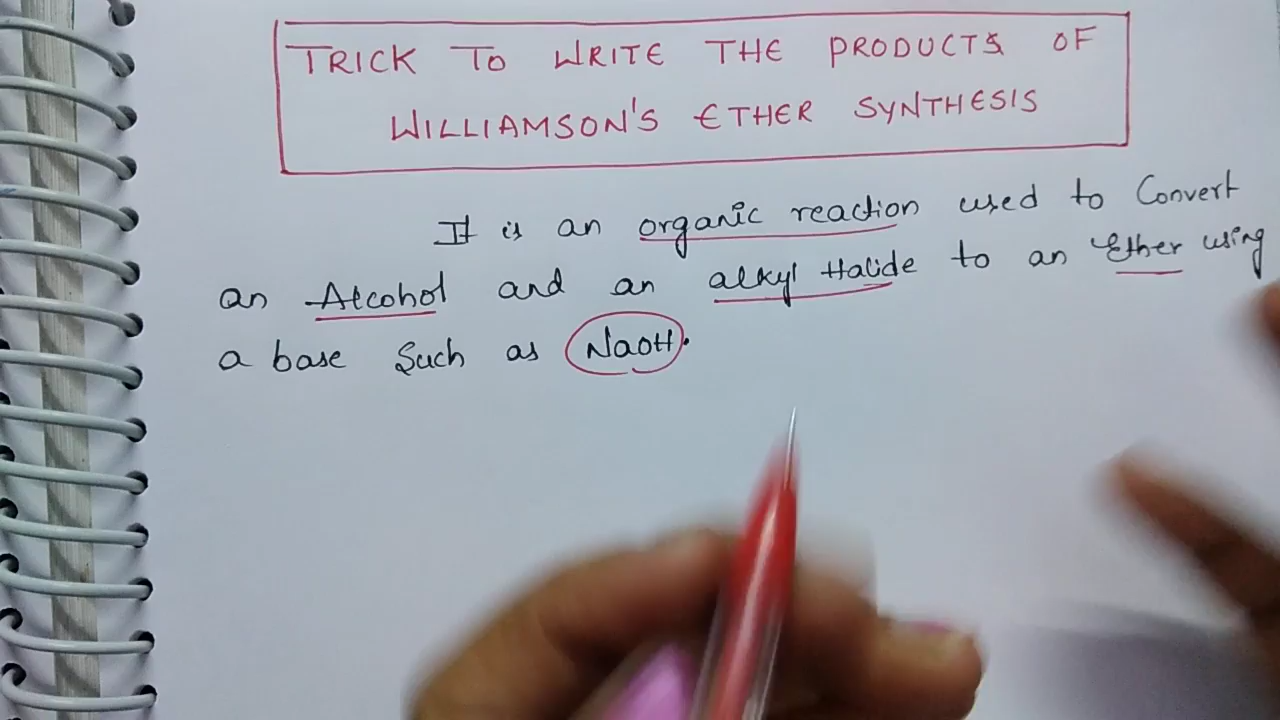 TRICK TO WRITE THE PRODUCTS OF
WILLIAMSON'S ETHER SYNTHESIS
It is an organic reaction used to Convert
an Alcohol and an alkyl Halide to an Ether using
a base Such as NaOH.